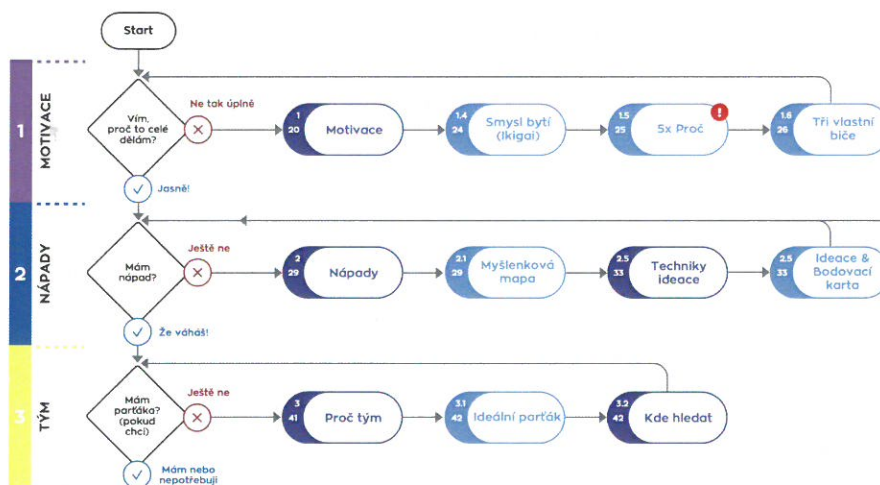 Start
1
MOTIVACE
Vím,
proč to celé
dělám?
Ne tak úplně
1
20
Motivace
1.4
24
Smysl bytí
(Ikigai)
1.5
25
5x Proč
!
1.6
26
Tři vlastní
biče
Jasně!
2
NÁPADY
Mám
nápad?
Ještě ne
2
29
Nápady
2.1
29
Myšlenková
mapa
2.5
33
Techniky
ideace
2.5
33
Ideace &
Bodovací
karta
Že váháš!
3
TÝM
Mám
parťáka?
(pokud
chci)
Ještě ne
3
41
Proč tým
3.1
42
Ideální parťák
3.2
42
Kde hledat
Mám nebo
nepotřebuji